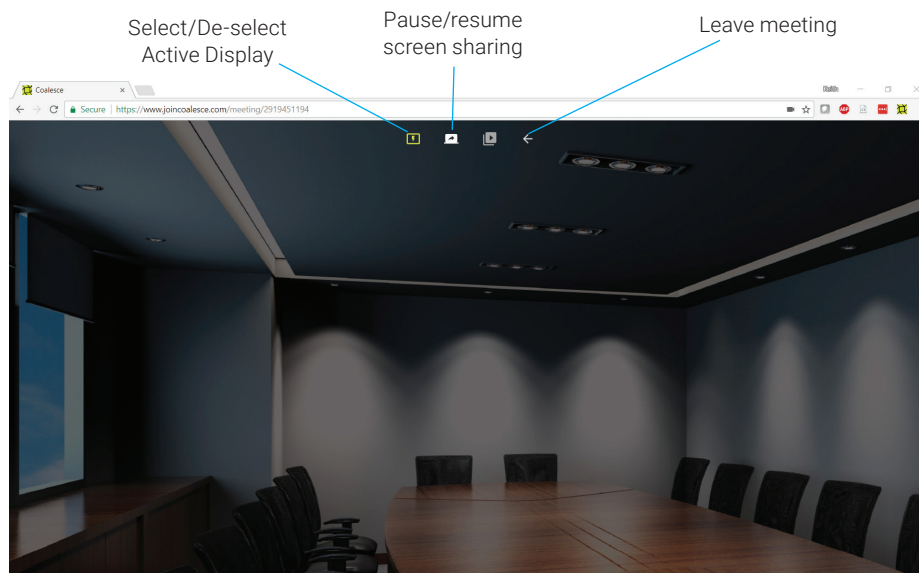 Select/De-select
Active Display
Pause/resume
screen sharing
Leave meeting
Coalesce
Secure
https://www.joincoalesce.com/meeting/2919451194
ADP